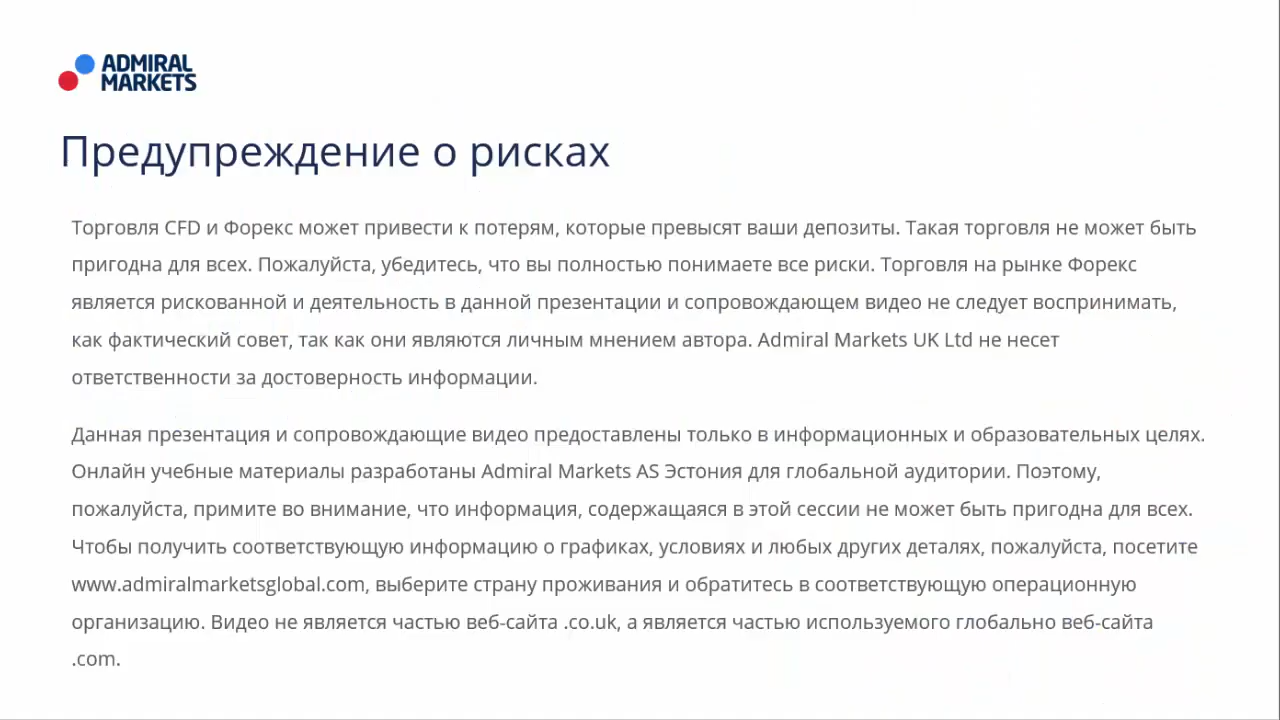 ADMIRAL
MARKETS
Предупреждение о рисках
Торговля CFD и Форекс может привести к потерям, которые превысят ваши депозиты. Такая торговля не может быть
пригодна для всех. Пожалуйста, убедитесь, что вы полностью понимаете все риски. Торговля на рынке Форекс
является рискованной и деятельность в данной презентации и сопровождающем видео не следует воспринимать,
как фактический совет, так как они являются личным мнением автора. Admiral Markets UK Ltd не несет
ответственности за достоверность информации.
Данная презентация и сопровождающие видео предоставлены только в информационных и образовательных целях.
Онлайн учебные материалы разработаны Admiral Markets AS Эстония для глобальной аудитории. Поэтому,
пожалуйста, примите во внимание, что информация, содержащаяся в этой сессии не может быть пригодна для всех.
Чтобы получить соответствующую информацию о графиках, условиях и любых других деталях, пожалуйста, посетите
www.admiralmarketsglobal.com, выберите страну проживания и обратитесь в соответствующую операционную
организацию. Видео не является частью веб-сайта .co.uk, а является частью используемого глобально веб-сайта
.com.